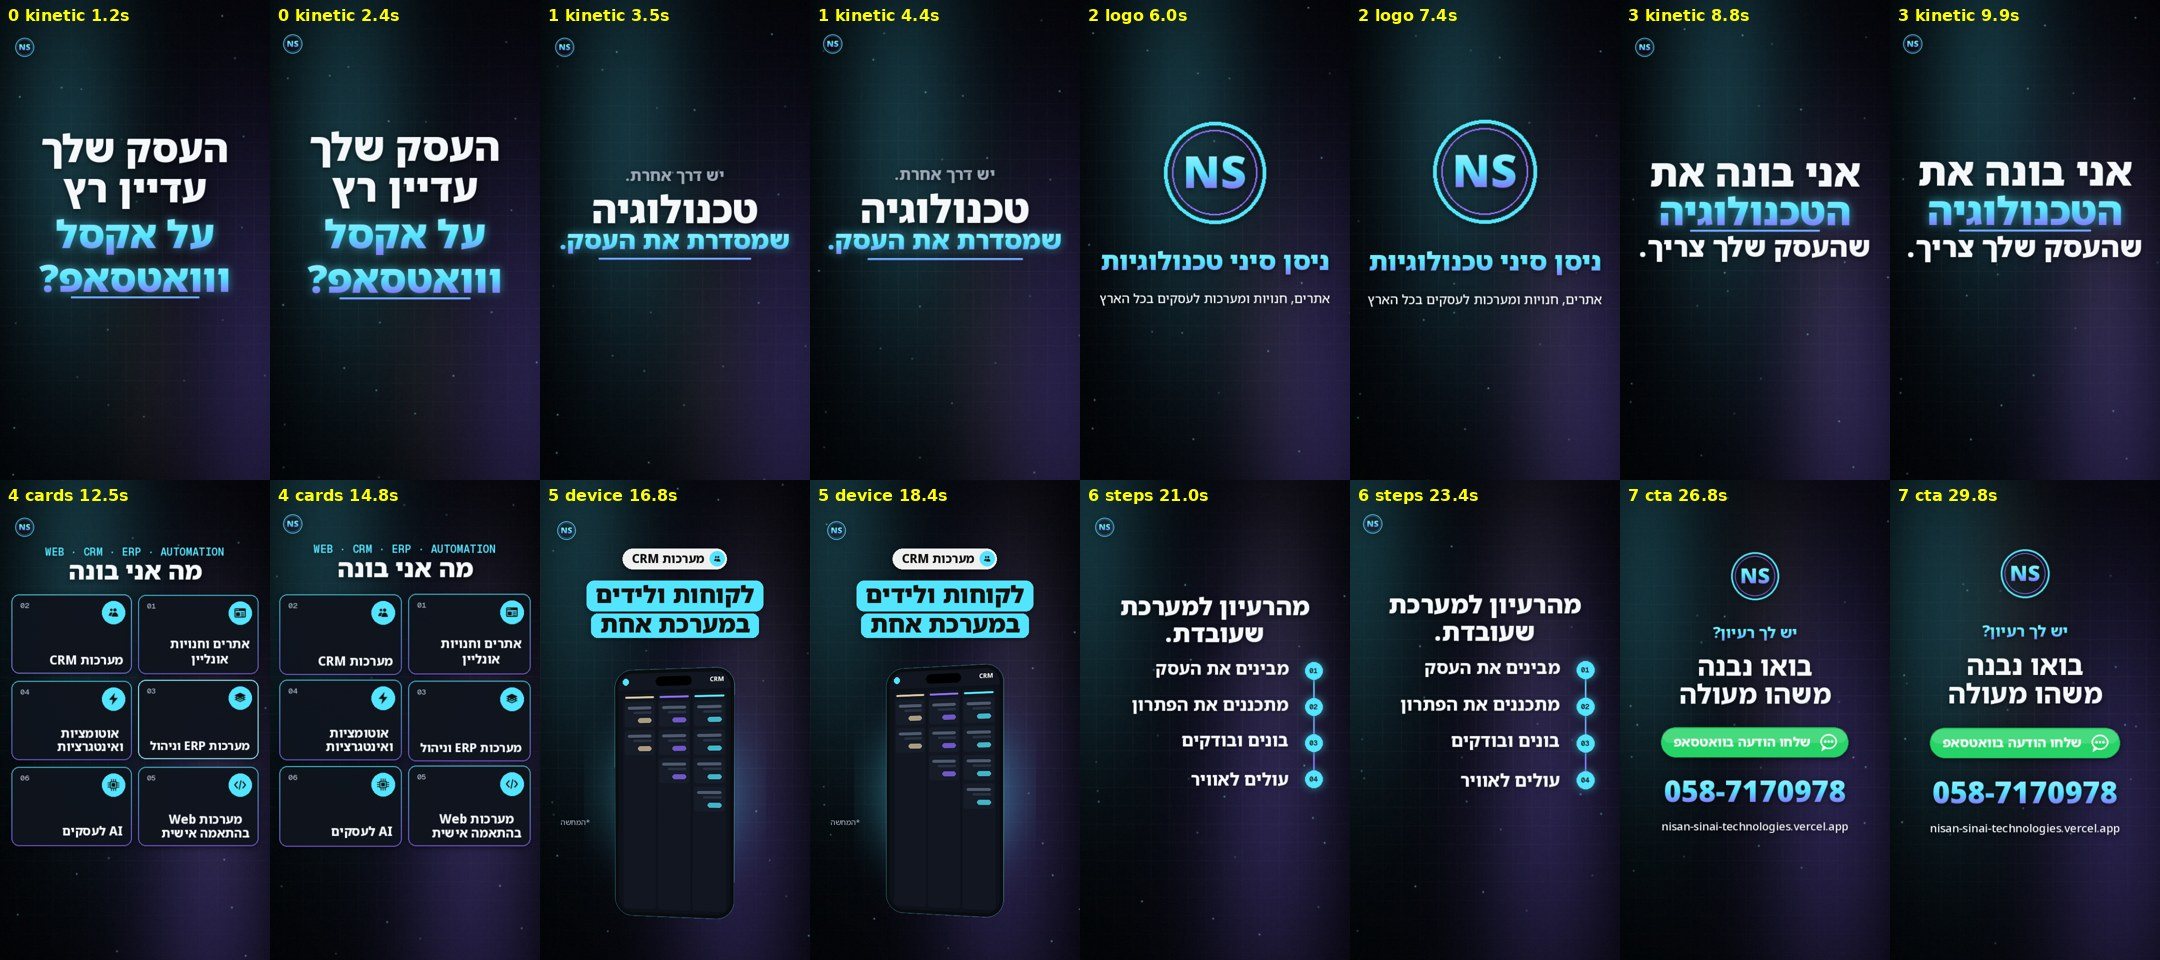 0 kinetic 1.2s
NS
העסק שלך
עדיין רץ
על אקסל
ווואטסאפ?
0 kinetic 2.4s
NS
העסק שלך
עדיין רץ
על אקסל
ווואטסאפ?
1 kinetic 3.5s
NS
יש דרך אחרת.
טכנולוגיה
שמסדרת את העסק.
1 kinetic 4.4s
NS
יש דרך אחרת.
טכנולוגיה
שמסדרת את העסק.
2 logo 6.0s
NS
ניסן סיני טכנולוגיות
אתרים, חנויות ומערכות לעסקים בכל הארץ
2 logo 7.4s
NS
ניסן סיני טכנולוגיות
אתרים, חנויות ומערכות לעסקים בכל הארץ
3 kinetic 8.8s
NS
אני בונה את
הטכנולוגיה
שהעסק שלך צריך.
3 kinetic 9.9s
NS
אני בונה את
הטכנולוגיה
שהעסק שלך צריך.
4 cards 12.5s
NS
WEB · CRM · ERP · AUTOMATION
מה אני בונה
01
אתרים וחנויות
אונליין
02
מערכות CRM
03
מערכות ERP וניהול
04
אוטומציות
ואינטגרציות
05
מערכות Web
בהתאמה אישית
06
AI לעסקים
4 cards 14.8s
NS
WEB · CRM · ERP · AUTOMATION
מה אני בונה
01
אתרים וחנויות
אונליין
02
מערכות CRM
03
מערכות ERP וניהול
04
אוטומציות
ואינטגרציות
05
מערכות Web
בהתאמה אישית
06
AI לעסקים
5 device 16.8s
NS
מערכות CRM
לקוחות ולידים
במערכת אחת
CRM
*המחשה
5 device 18.4s
NS
מערכות CRM
לקוחות ולידים
במערכת אחת
CRM
*המחשה
6 steps 21.0s
NS
מהרעיון למערכת
שעובדת.
01 מבינים את העסק
02 מתכננים את הפתרון
03 בונים ובודקים
04 עולים לאוויר
6 steps 23.4s
NS
מהרעיון למערכת
שעובדת.
01 מבינים את העסק
02 מתכננים את הפתרון
03 בונים ובודקים
04 עולים לאוויר
7 cta 26.8s
NS
יש לך רעיון?
בואו נבנה
משהו מעולה
שלחו הודעה בוואטסאפ
058-7170978
nisan-sinai-technologies.vercel.app
7 cta 29.8s
NS
יש לך רעיון?
בואו נבנה
משהו מעולה
שלחו הודעה בוואטסאפ
058-7170978
nisan-sinai-technologies.vercel.app